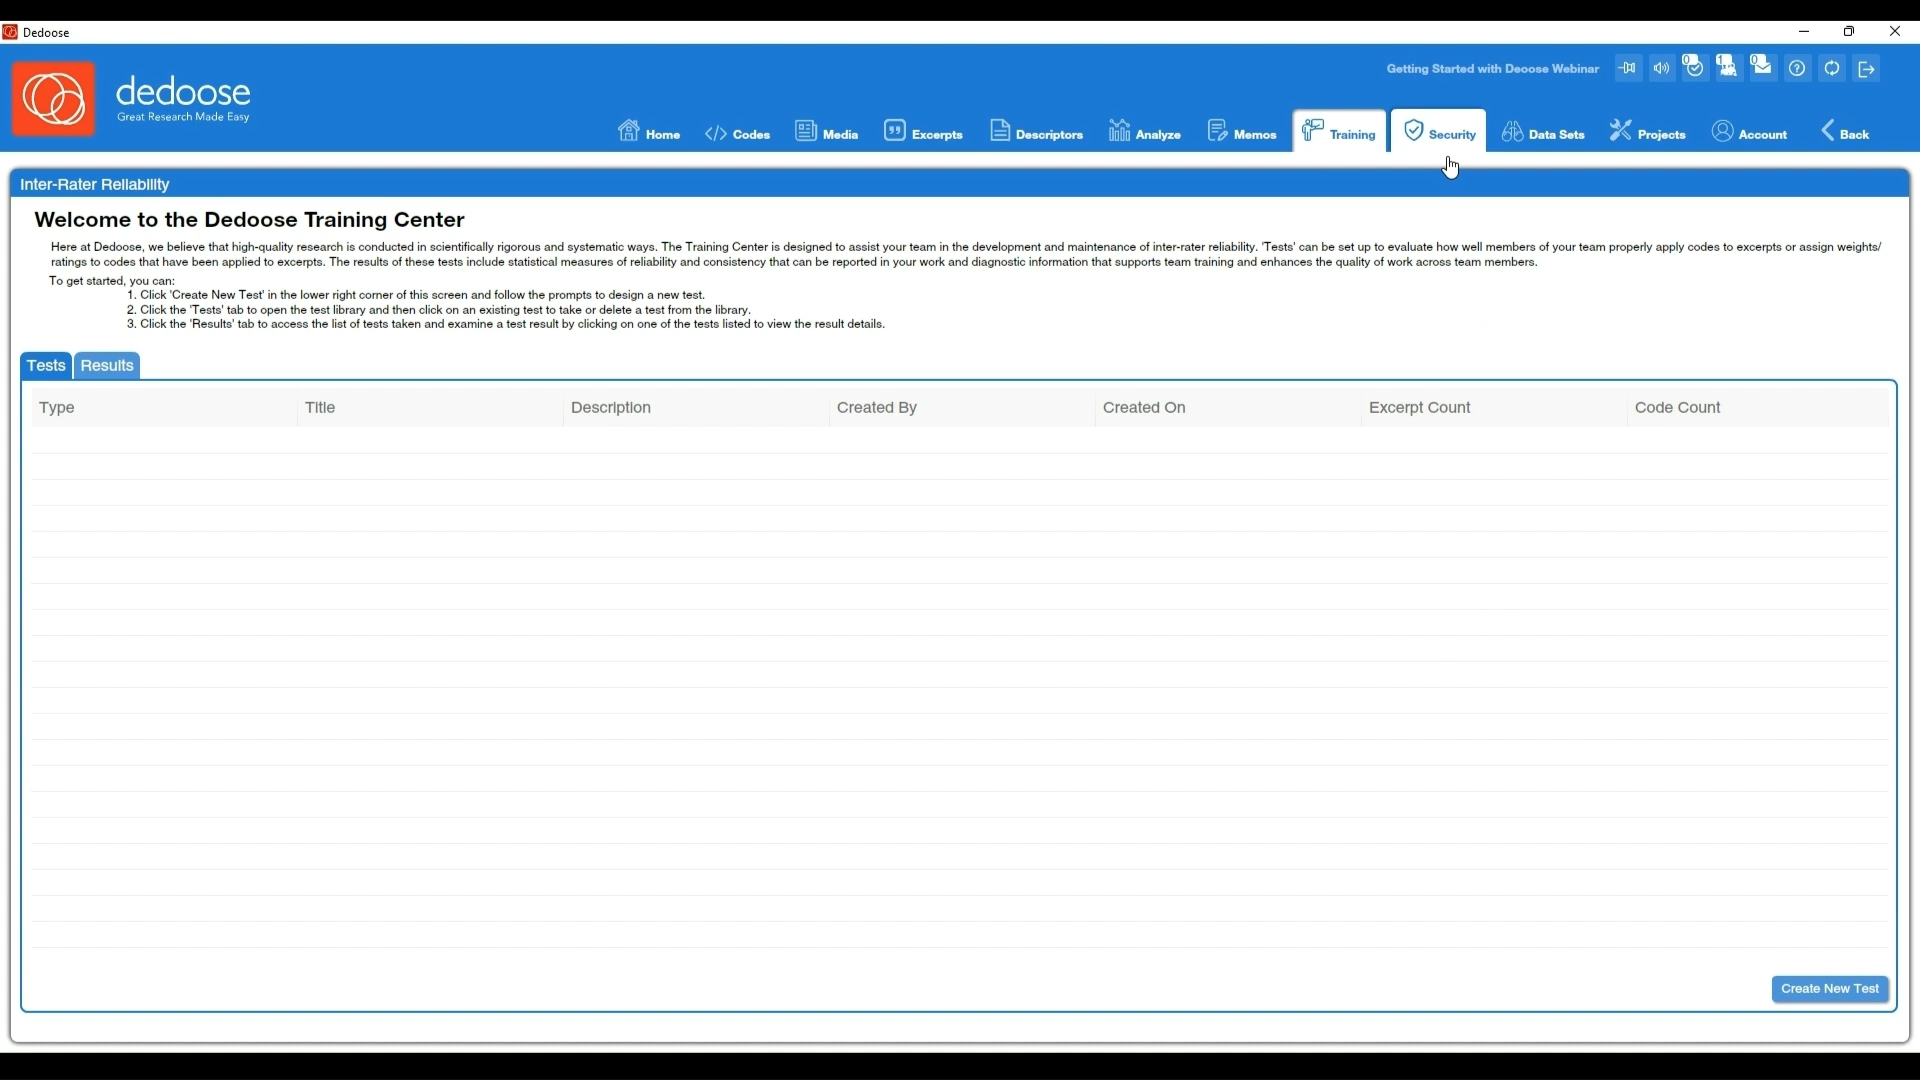 Dedoose
dedoose
Great Research Made Easy
Getting Started with Deoose Webinar
0
1
0
Home
Codes
Media
Excerpts
Descriptors
Analyze
Memos
Training
Security
Data Sets
Projects
Account
Back
Inter-Rater Reliability
Welcome to the Dedoose Training Center
Here at Dedoose, we believe that high-quality research is conducted in scientifically rigorous and systematic ways. The Training Center is designed to assist your team in the development and maintenance of inter-rater reliability. 'Tests' can be set up to evaluate how well members of your team properly apply codes to excerpts or assign weights/
ratings to codes that have been applied to excerpts. The results of these tests include statistical measures of reliability and consistency that can be reported in your work and diagnostic information that supports team training and enhances the quality of work across team members.
To get started, you can:
1. Click 'Create New Test' in the lower right corner of this screen and follow the prompts to design a new test.
2. Click the 'Tests' tab to open the test library and then click on an existing test to take or delete a test from the library.
3. Click the 'Results' tab to access the list of tests taken and examine a test result by clicking on one of the tests listed to view the result details.
Tests
Results
Type
Title
Description
Created By
Created On
Excerpt Count
Code Count
Create New Test